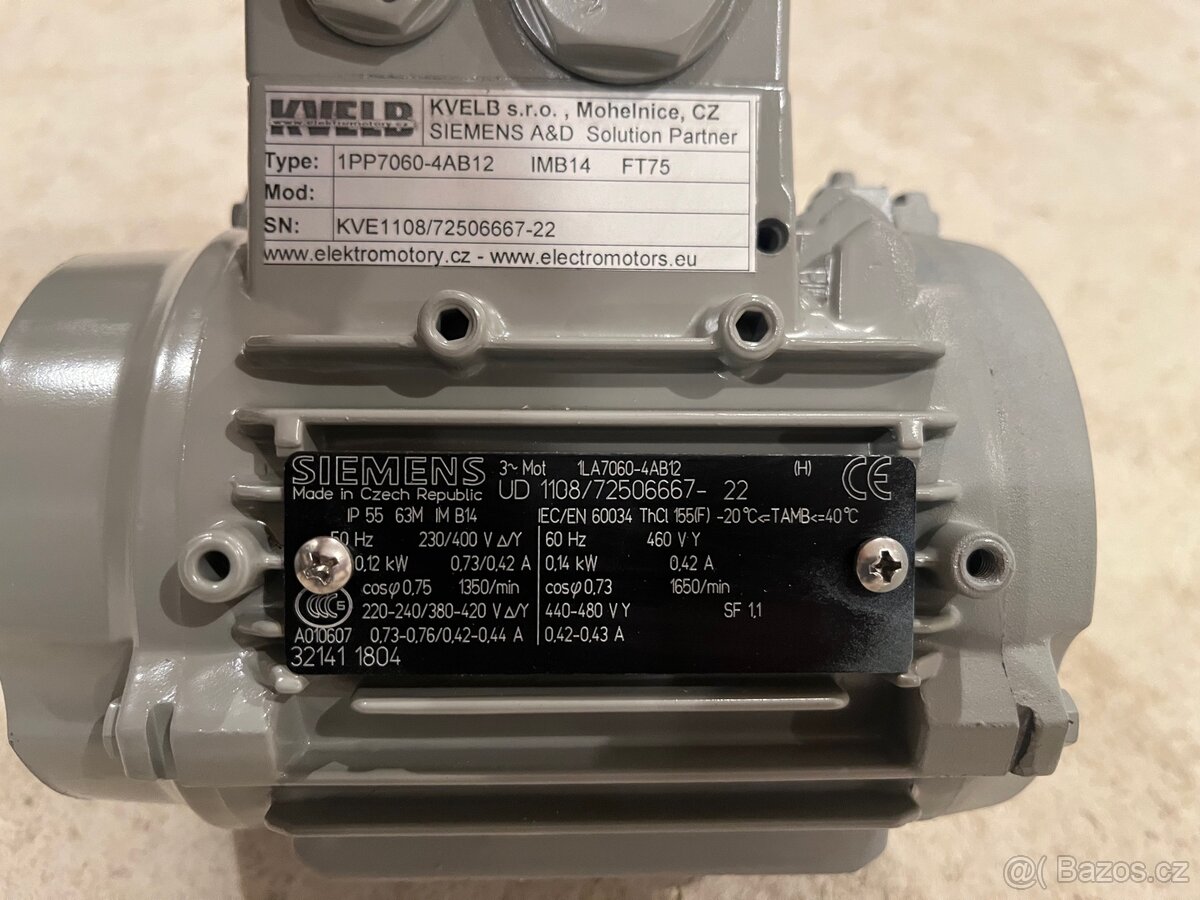 KVELB
www.elektromotory.cz
KVELB s.r.o. , Mohelnice, CZ
SIEMENS A&D Solution Partner
Type: 1PP7060-4AB12 IMB14 FT75
Mod:
SN: KVE1108/72506667-22
www.elektromotory.cz - www.electromotors.eu
SIEMENS 3~ Mot 1LA7060-4AB12 (H) CE
Made in Czech Republic UD 1108/72506667- 22
IP 55 63M IM B14 IEC/EN 60034 ThCl 155(F) -20°C<=TAMB<=40°C
50 Hz 230/400 V Δ/Y 60 Hz 460 V Y
0,12 kW 0,73/0,42 A 0,14 kW 0,42 A
cosφ 0,75 1350/min cosφ 0,73 1650/min
220-240/380-420 V Δ/Y 440-480 V Y SF 1,1
A010607 0,73-0,76/0,42-0,44 A 0,42-0,43 A
32141 1804
@( Bazos.cz